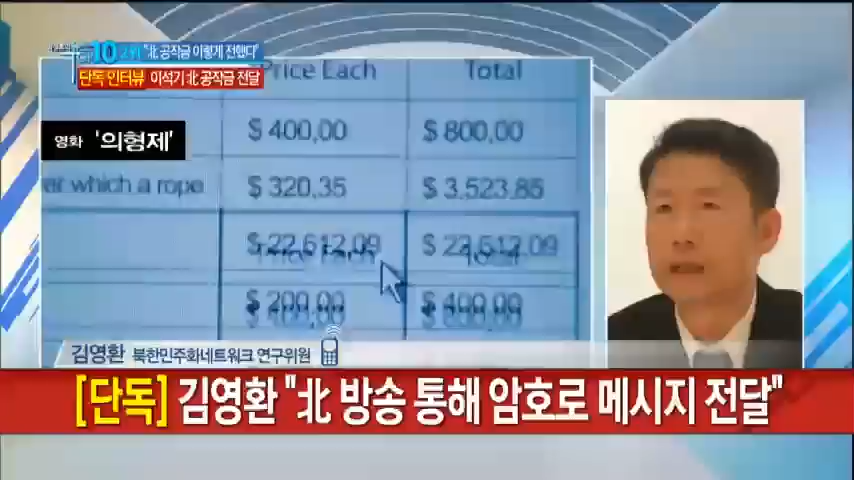 10 "北 공작금 이렇게 전했다"
단독 인터뷰 이석기 北 공작금 전달
Price Each Total
영화 '의형제'
$ 400,00 $ 800,00
which a rope $ 320,35 $ 3,523,85
$ 22,612,09 $ 22,612,09
Price Each Total
$ 200,00 $ 400,00
김영환 북한민주화네트워크 연구위원
[단독] 김영환 "北 방송 통해 암호로 메시지 전달"